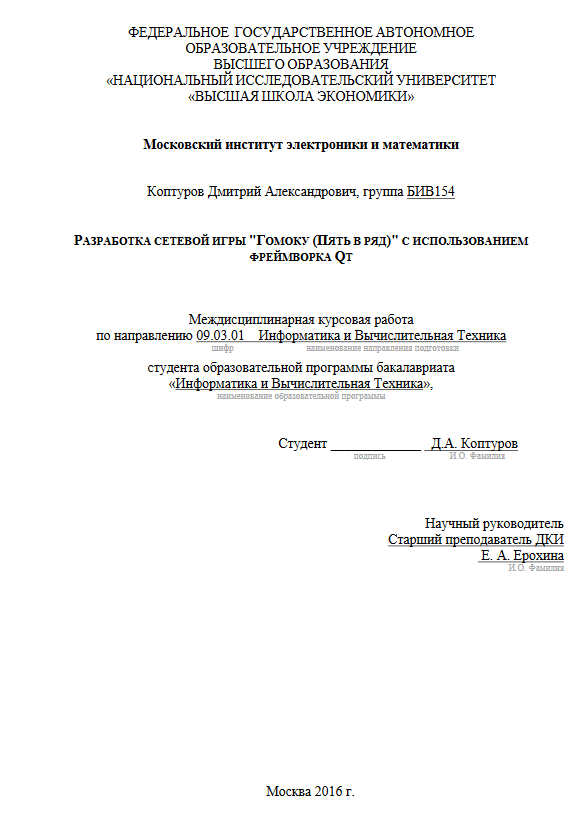 ФЕДЕРАЛЬНОЕ ГОСУДАРСТВЕННОЕ АВТОНОМНОЕ
ОБРАЗОВАТЕЛЬНОЕ УЧРЕЖДЕНИЕ
ВЫСШЕГО ОБРАЗОВАНИЯ
«НАЦИОНАЛЬНЫЙ ИССЛЕДОВАТЕЛЬСКИЙ УНИВЕРСИТЕТ
«ВЫСШАЯ ШКОЛА ЭКОНОМИКИ»
Московский институт электроники и математики
Коптуров Дмитрий Александрович, группа БИВ154
РАЗРАБОТКА СЕТЕВОЙ ИГРЫ "ГОМОКУ (ПЯТЬ В РЯД)" С ИСПОЛЬЗОВАНИЕМ
ФРЕЙМВОРКА QT
Междисциплинарная курсовая работа
по направлению 09.03.01 Информатика и Вычислительная Техника
шифр наименование направления подготовки
студента образовательной программы бакалавриата
«Информатика и Вычислительная Техника»,
наименование образовательной программы
Студент _____________ Д.А. Коптуров
подпись И.О. Фамилия
Научный руководитель
Старший преподаватель ДКИ
Е. А. Ерохина
И.О. Фамилия
Москва 2016 г.